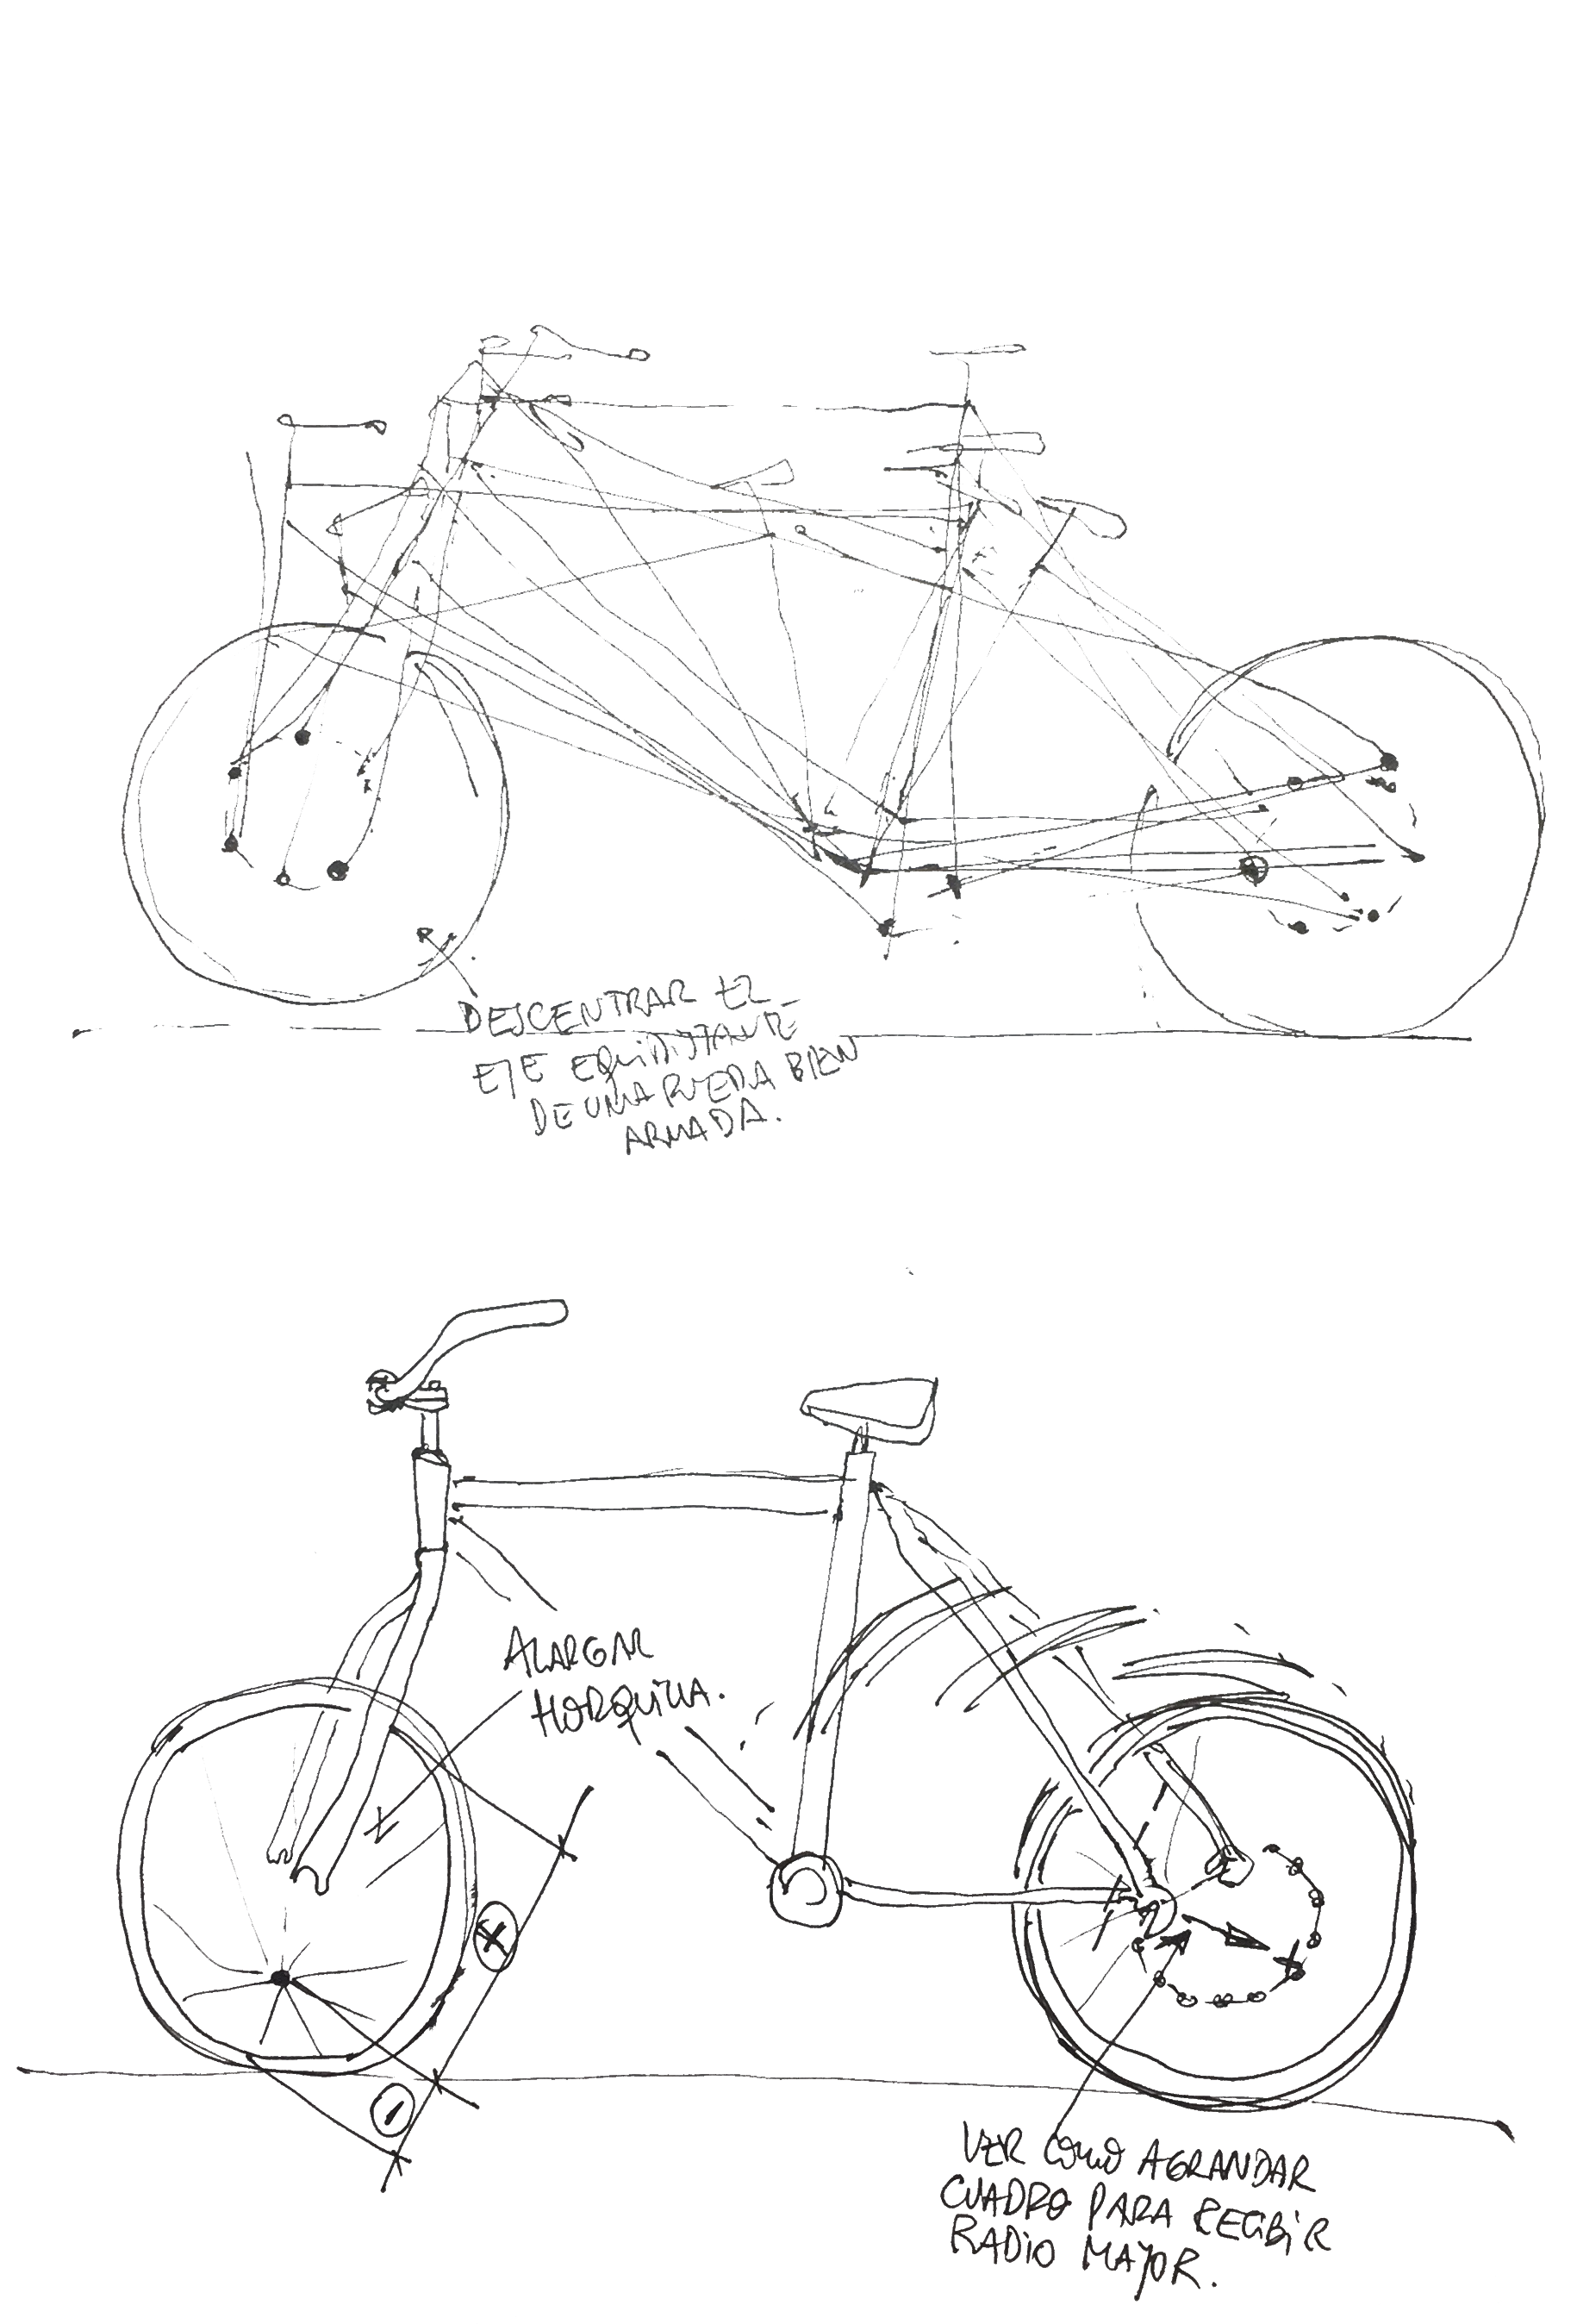 DESCENTRAR EL
EJE EQUIDISTANTE
DE UNA RUEDA BIEN
ARMADA.
ALARGAR
HORQUILLA.
X
1
VER COMO AGRANDAR
CUADRO PARA RECIBIR
RADIO MAYOR.